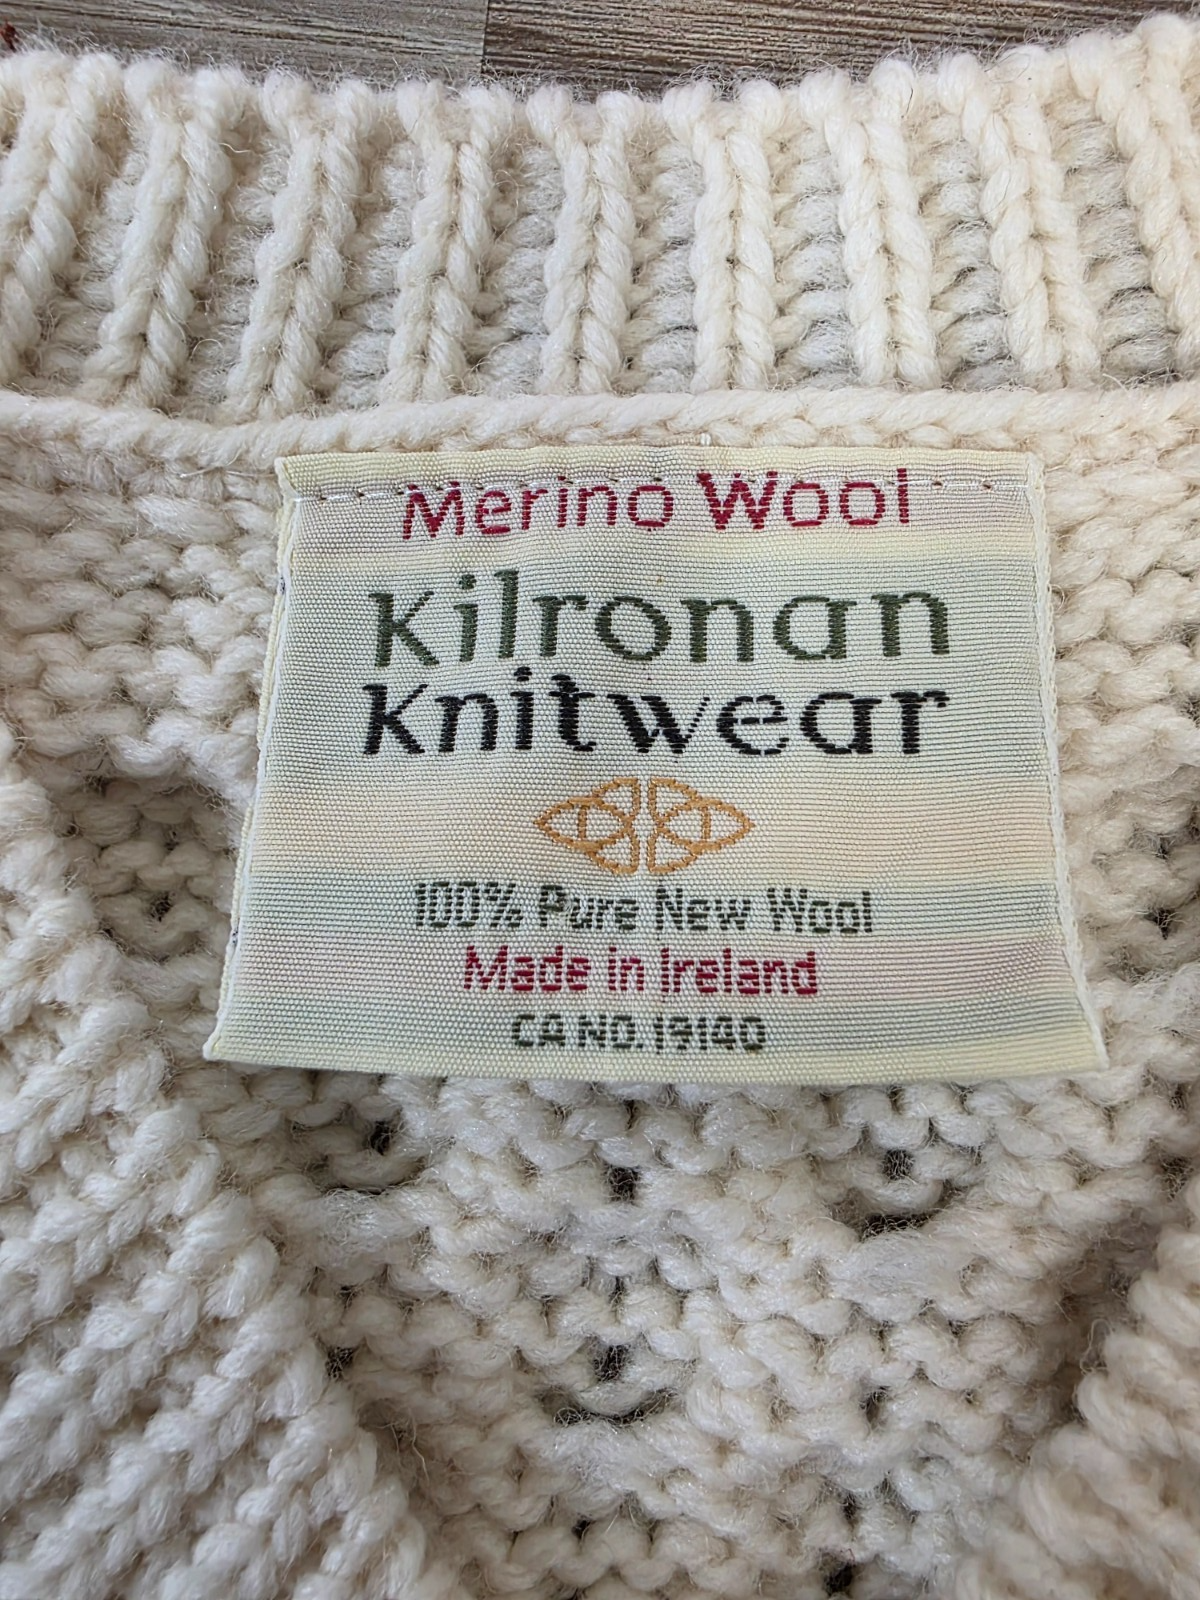 Merino Wool
Kilronan
Knitwear
100% Pure New Wool
Made in Ireland
CA NO. 19140